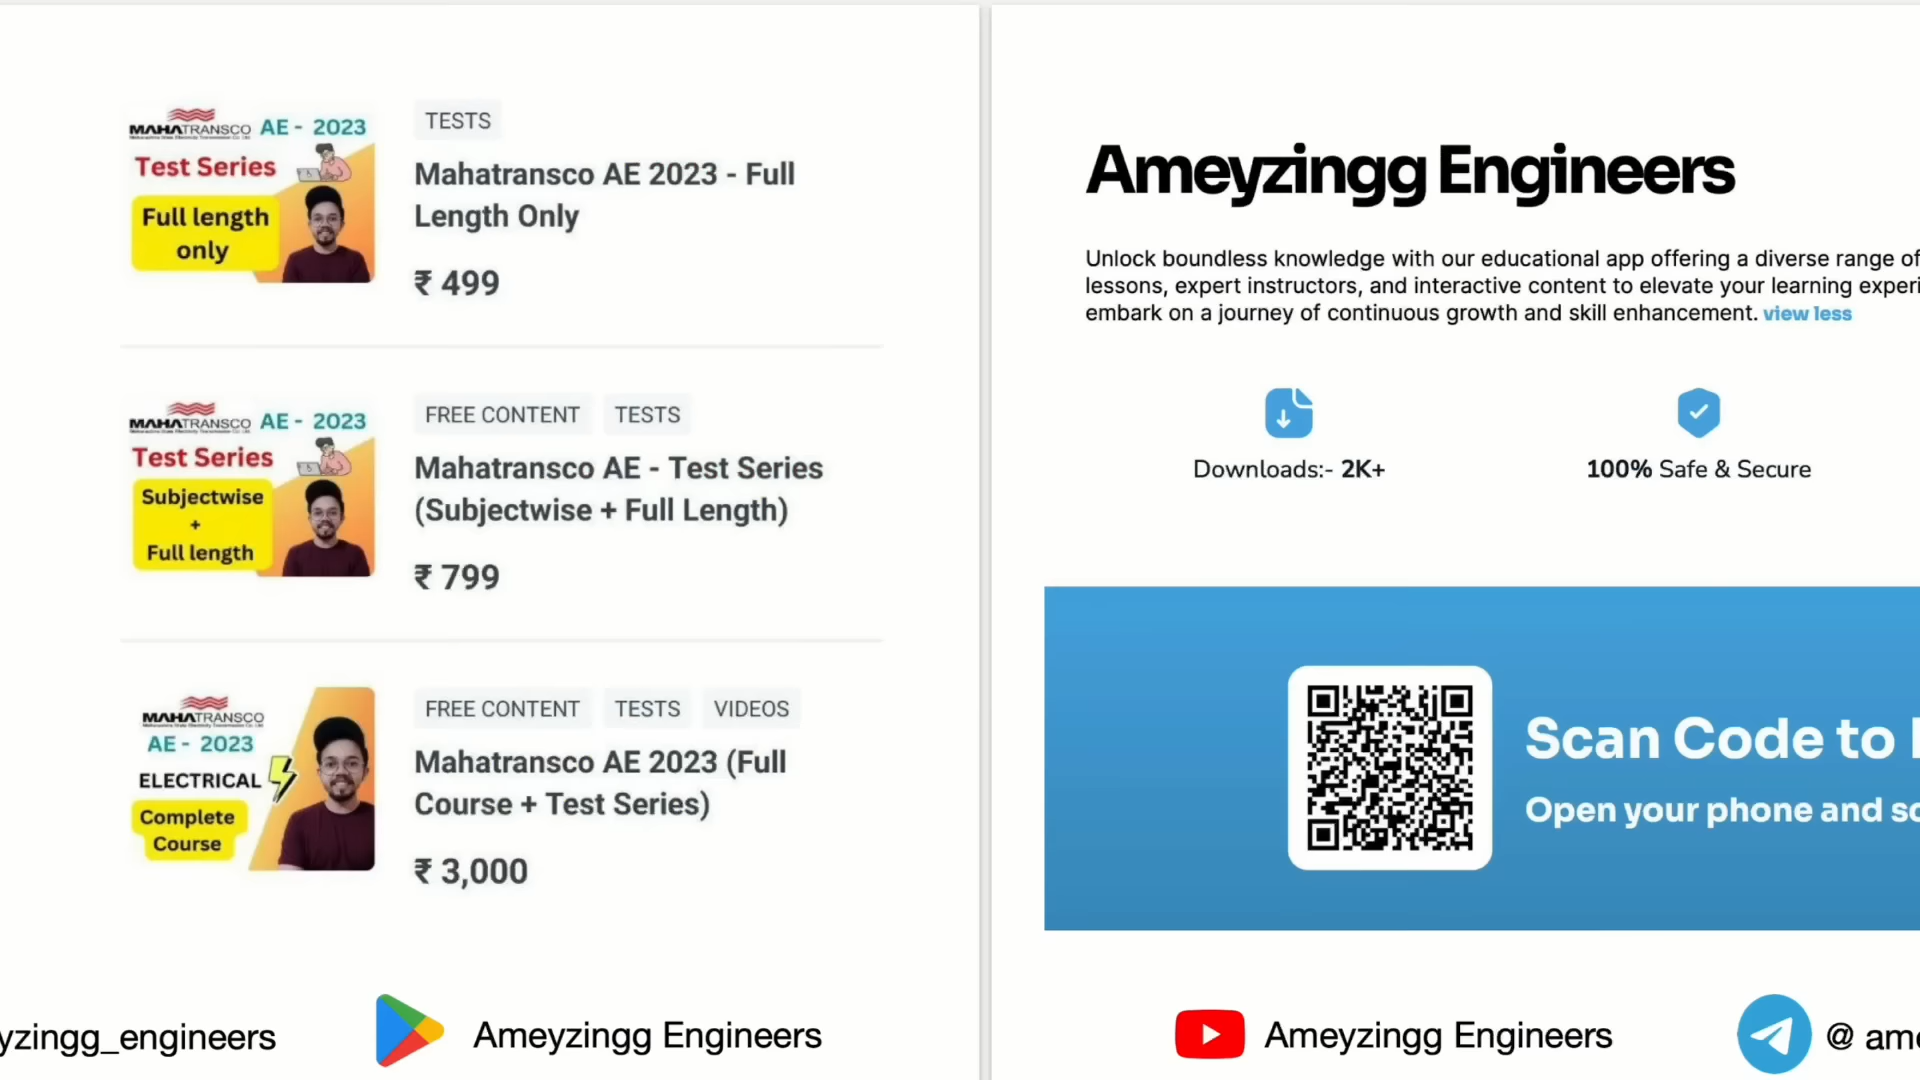 MAHATRANSCO AE - 2023
Test Series
Full length
only
TESTS
Mahatransco AE 2023 - Full
Length Only
₹ 499
MAHATRANSCO AE - 2023
Test Series
Subjectwise
+
Full length
FREE CONTENT TESTS
Mahatransco AE - Test Series
(Subjectwise + Full Length)
₹ 799
MAHATRANSCO
AE - 2023
ELECTRICAL
Complete
Course
FREE CONTENT TESTS VIDEOS
Mahatransco AE 2023 (Full
Course + Test Series)
₹ 3,000
yzingg_engineers
Ameyzingg Engineers
Ameyzingg Engineers
Unlock boundless knowledge with our educational app offering a diverse range of
lessons, expert instructors, and interactive content to elevate your learning experi
embark on a journey of continuous growth and skill enhancement. view less
Downloads:- 2K+
100% Safe & Secure
Scan Code to
Open your phone and sc
Ameyzingg Engineers
@ ame